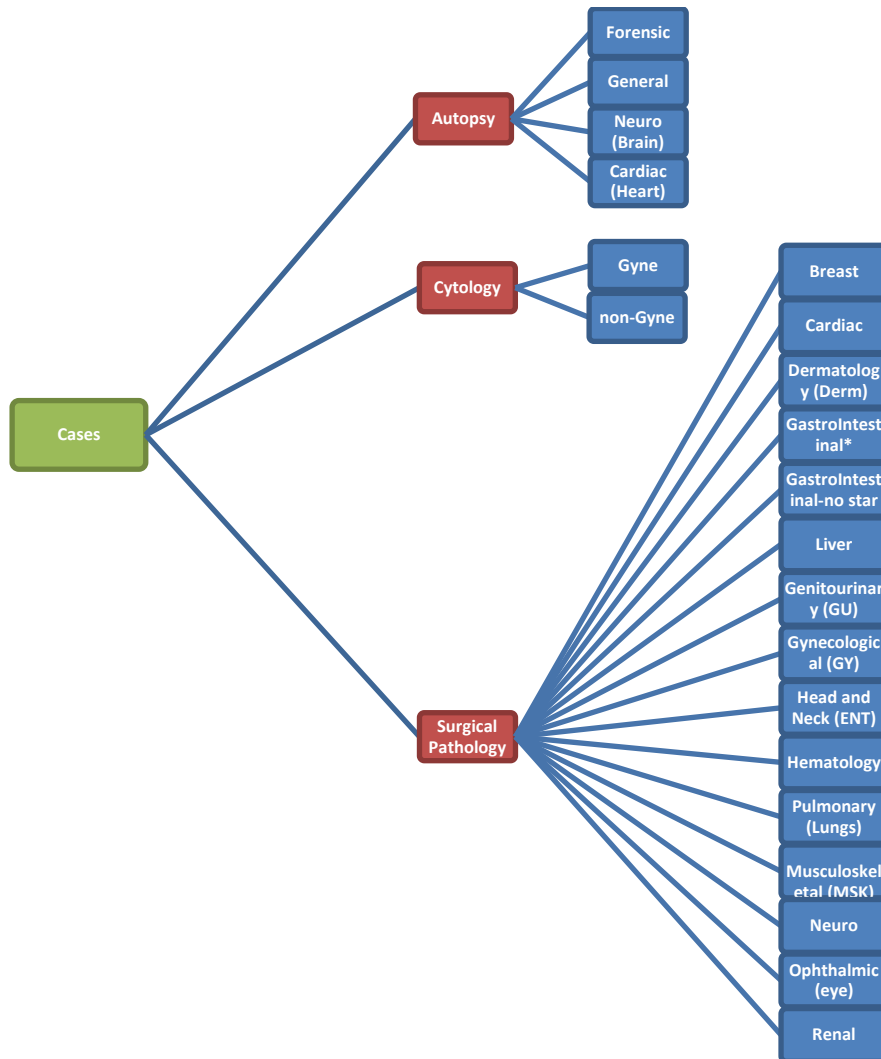 Forensic
General
Neuro
(Brain)
Cardiac
(Heart)
Autopsy
Gyne
non-Gyne
Cytology
Cases
Surgical
Pathology
Breast
Cardiac
Dermatolog
y (Derm)
GastroIntest
inal*
GastroIntest
inal-no star
Liver
Genitourinar
y (GU)
Gynecologic
al (GY)
Head and
Neck (ENT)
Hematology
Pulmonary
(Lungs)
Musculoskel
etal (MSK)
Neuro
Ophthalmic
(eye)
Renal